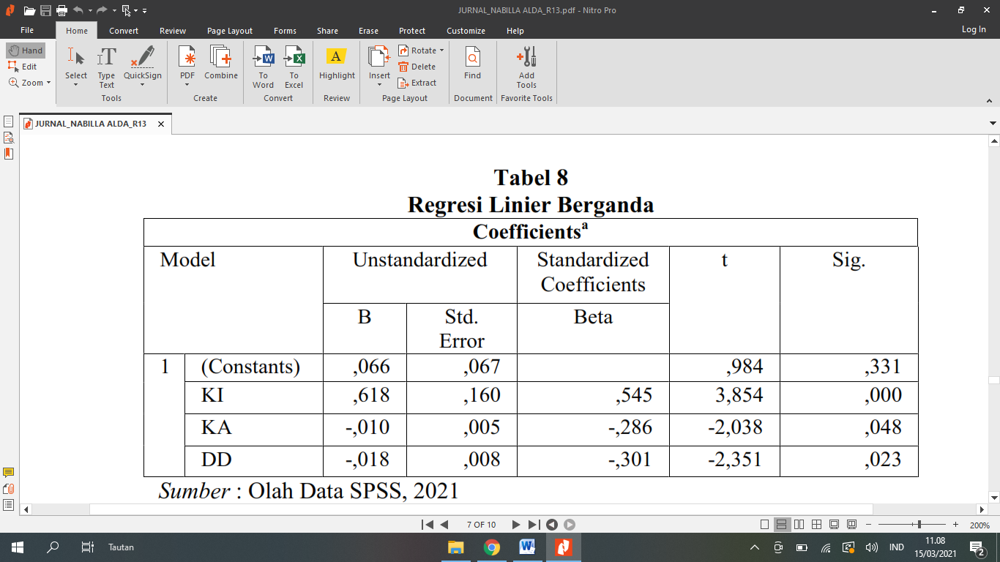 JURNAL_NABILLA ALDA_R13.pdf - Nitro Pro
File Home Convert Review Page Layout Forms Share Erase Protect Customize Help Log In
Hand
Edit
Zoom
Select
Type Text
QuickSign
Tools
PDF
Combine
Create
To Word
To Excel
Convert
Highlight
Review
Insert
Rotate
Delete
Extract
Page Layout
Find
Document
Add Tools
Favorite Tools
JURNAL_NABILLA ALDA_R13
Tabel 8
Regresi Linier Berganda
Coefficientsa
Model Unstandardized Standardized Coefficients t Sig.
B Std. Error Beta
1 (Constants) ,066 ,067 ,984 ,331
KI ,618 ,160 ,545 3,854 ,000
KA -,010 ,005 -,286 -2,038 ,048
DD -,018 ,008 -,301 -2,351 ,023
Sumber : Olah Data SPSS, 2021
7 OF 10
200%
Tautan
IND
11.08
15/03/2021
2